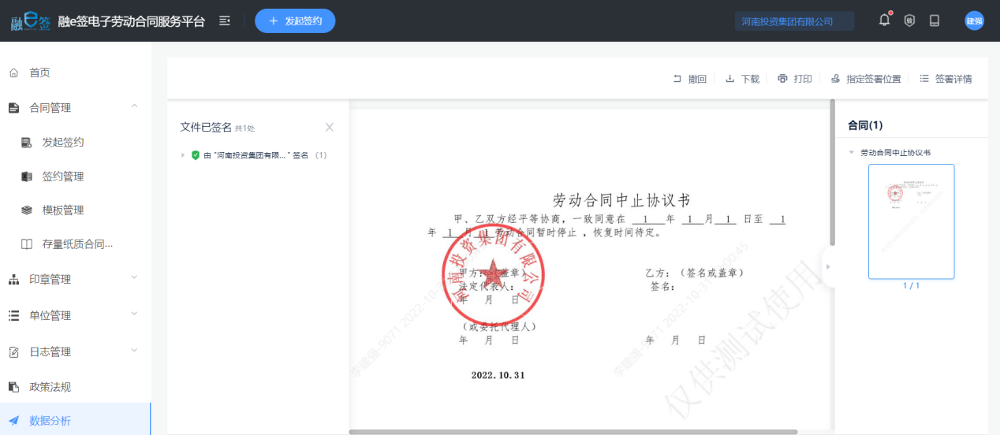 融e签 融e签电子劳动合同服务平台 + 发起签约 河南投资集团有限公司 建强
首页
合同管理
发起签约
签约管理
模板管理
存量纸质合同...
印章管理
单位管理
日志管理
政策法规
数据分析
撤回 下载 打印 指定签署位置 签署详情
文件已签名 共1处
由 "河南投资集团有限..." 签名 (1)
劳动合同中止协议书
甲、乙双方经平等协商，一致同意在 1 年 1 月 1 日至 1
年 1 月 1 劳动合同暂时停止 ，恢复时间待定。
河南投资集团有限公司
甲方：（盖章） 乙方：（签名或盖章）
法定代表人： 签名：
年 月 日
（或委托代理人）
年 月 日 年 月 日
2022.10.31
李建强-9071 2022-10-31
李建强-9071 2022-10-31 00:45
仅供测试使用
合同(1)
劳动合同中止协议书
1 / 1